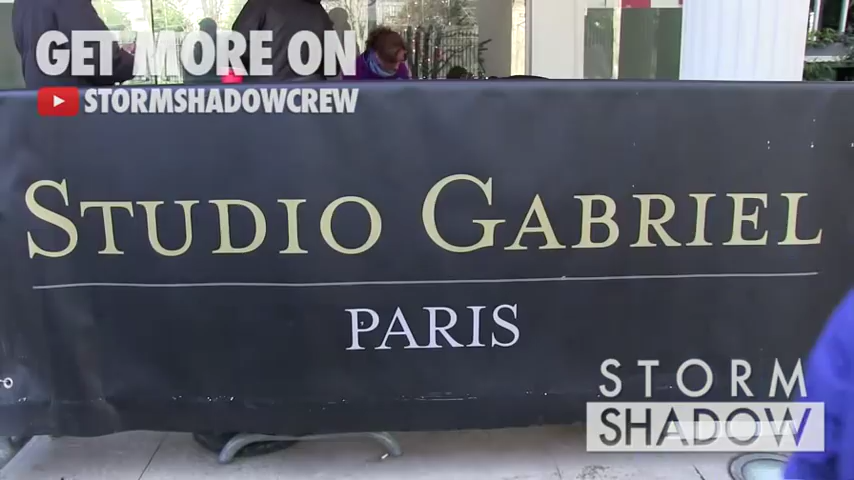 GET MORE ON
STORMSHADOWCREW
STUDIO GABRIEL
PARIS
STORM
SHADOW